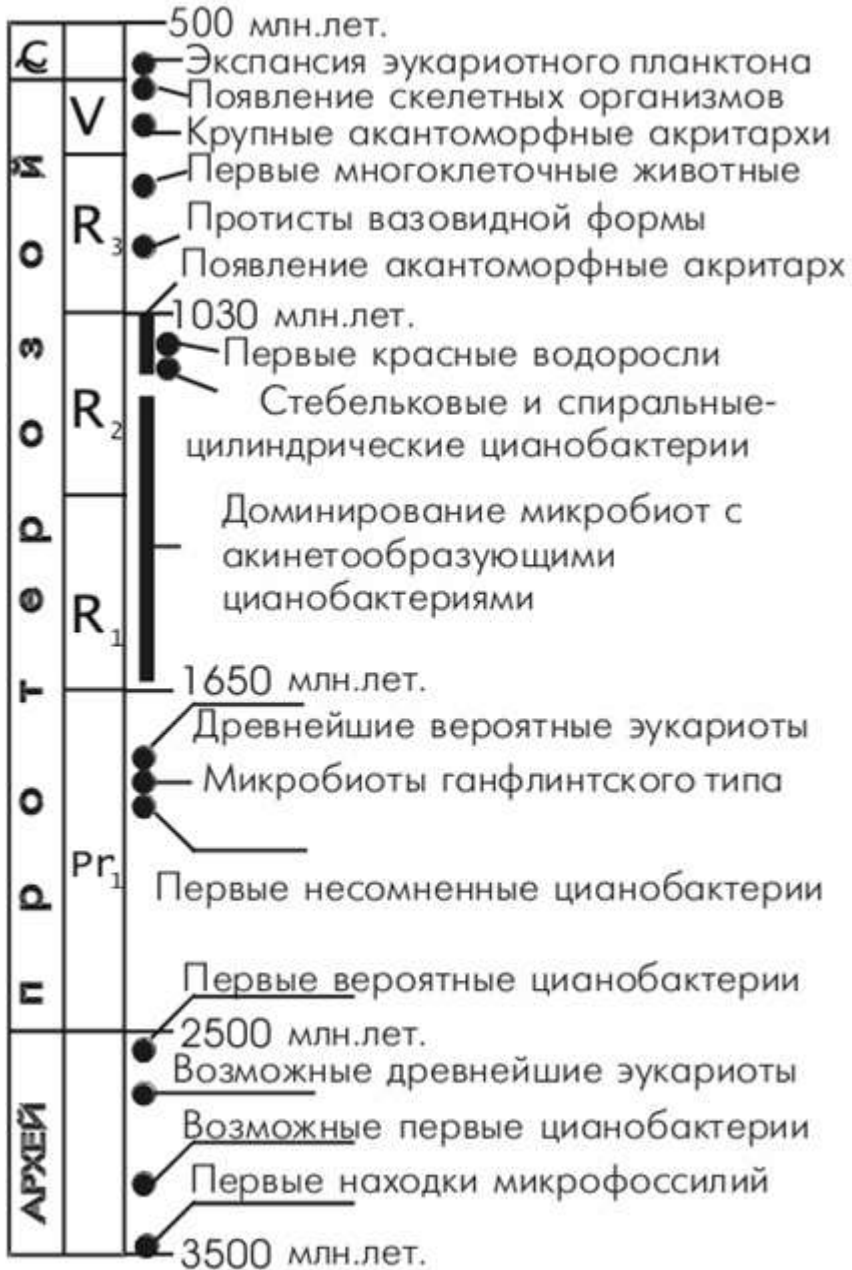 500 млн.лет.
Є
Экспансия эукариотного планктона
Появление скелетных организмов
V
Крупные акантоморфные акритархи
Первые многоклеточные животные
R3
Протисты вазовидной формы
Появление акантоморфные акритарх
1030 млн.лет.
Первые красные водоросли
R2
Стебельковые и спиральные-
цилиндрические цианобактерии
Доминирование микробиот с
акинетообразующими
цианобактериями
R1
1650 млн.лет.
Древнейшие вероятные эукариоты
Микробиоты ганфлинтского типа
Pr1
Первые несомненные цианобактерии
протерозой
Первые вероятные цианобактерии
2500 млн.лет.
Возможные древнейшие эукариоты
Возможные первые цианобактерии
АРХЕЙ
Первые находки микрофоссилий
3500 млн.лет.